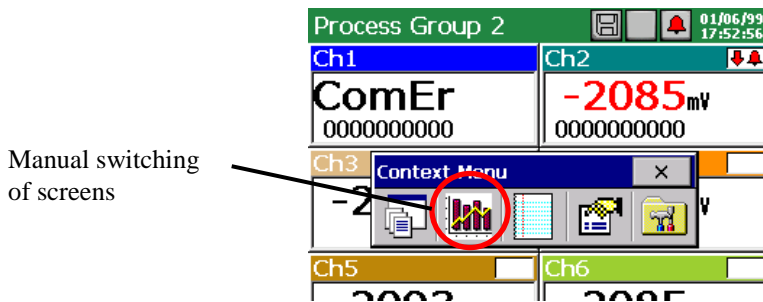 Process Group 2
01/06/99
17:52:56
Ch1
Ch2
ComEr
-2085mV
0000000000
0000000000
Manual switching
of screens
Ch3
Context Menu
-2
V
Ch5
Ch6